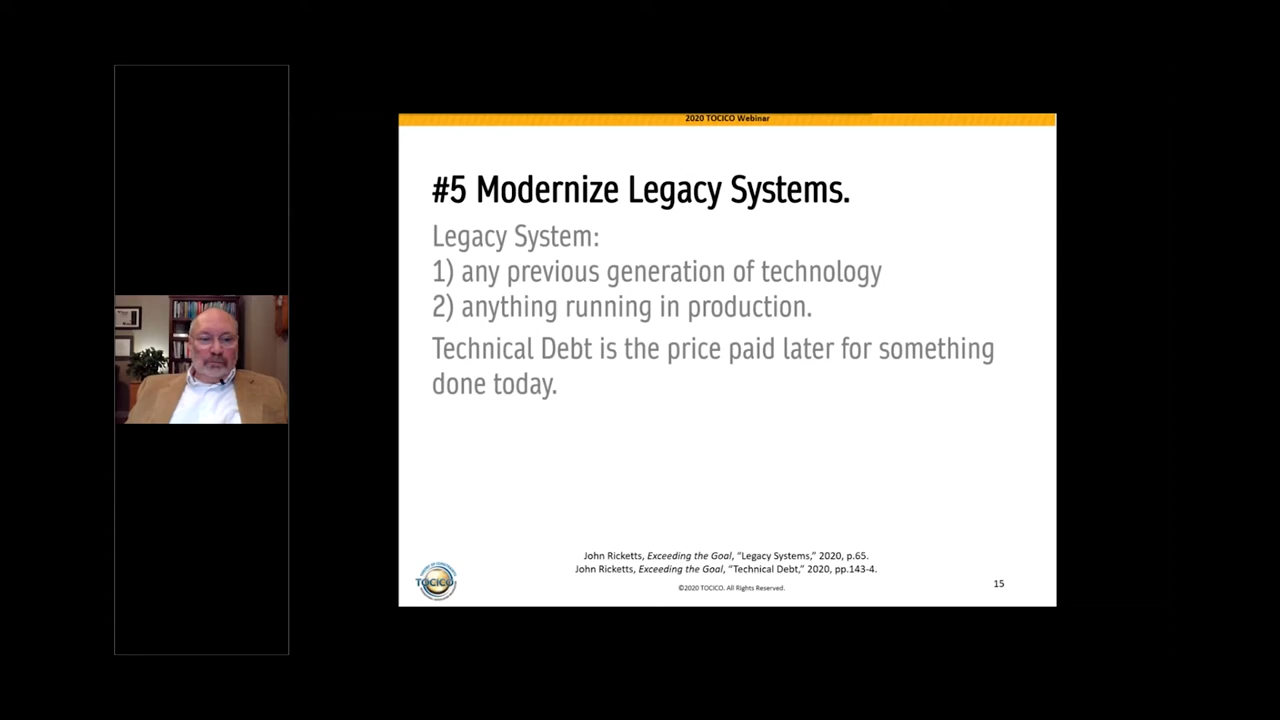 2020 TOCICO Webinar
#5 Modernize Legacy Systems.
Legacy System:
1) any previous generation of technology
2) anything running in production.
Technical Debt is the price paid later for something
done today.
John Ricketts, Exceeding the Goal, “Legacy Systems,” 2020, p.65.
John Ricketts, Exceeding the Goal, “Technical Debt,” 2020, pp.143-4.
TOCICO
©2020 TOCICO. All Rights Reserved.
15